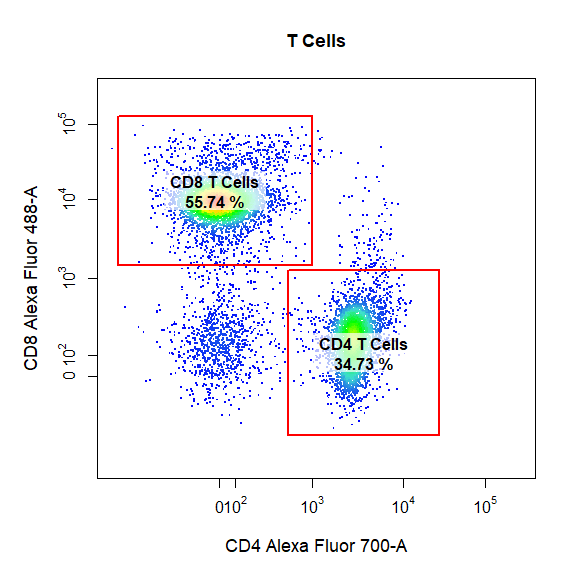 T Cells
10^5
10^4
10^3
0 10^2
CD8 Alexa Fluor 488-A
CD8 T Cells
55.74 %
CD4 T Cells
34.73 %
010^2
10^3
10^4
10^5
CD4 Alexa Fluor 700-A